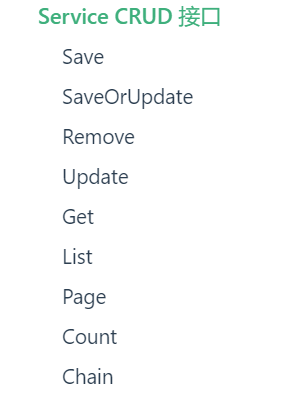 Service CRUD 接口
Save
SaveOrUpdate
Remove
Update
Get
List
Page
Count
Chain